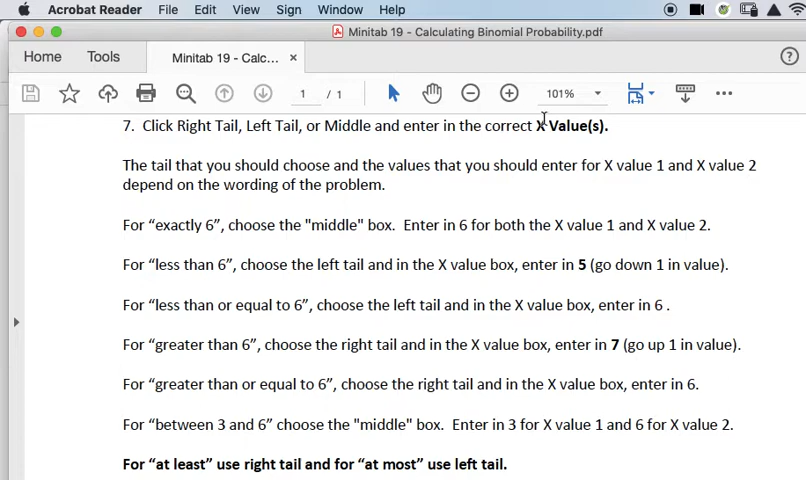 Acrobat Reader File Edit View Sign Window Help
Minitab 19 - Calculating Binomial Probability.pdf
Home Tools Minitab 19 - Calc... × ?
1 / 1 101%
7. Click Right Tail, Left Tail, or Middle and enter in the correct X Value(s).
The tail that you should choose and the values that you should enter for X value 1 and X value 2
depend on the wording of the problem.
For “exactly 6”, choose the "middle" box. Enter in 6 for both the X value 1 and X value 2.
For “less than 6”, choose the left tail and in the X value box, enter in 5 (go down 1 in value).
For “less than or equal to 6”, choose the left tail and in the X value box, enter in 6 .
For “greater than 6”, choose the right tail and in the X value box, enter in 7 (go up 1 in value).
For “greater than or equal to 6”, choose the right tail and in the X value box, enter in 6.
For “between 3 and 6” choose the "middle" box. Enter in 3 for X value 1 and 6 for X value 2.
For “at least” use right tail and for “at most” use left tail.